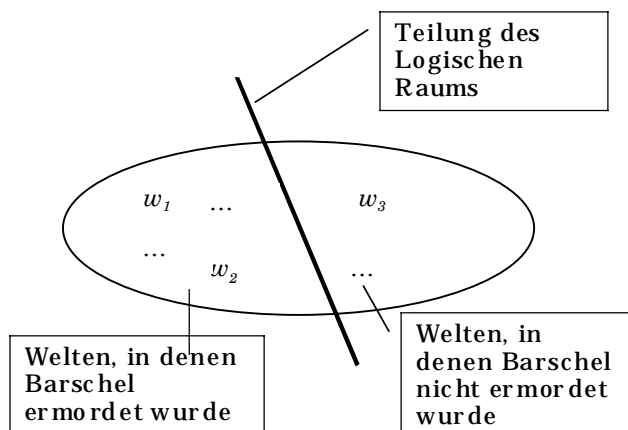 Teilung des
Logischen
Raums
w₁ ... w₃
... w₂ ...
Welten, in denen
Barschel
ermordet wurde
Welten, in
denen Barschel
nicht ermordet
wurde